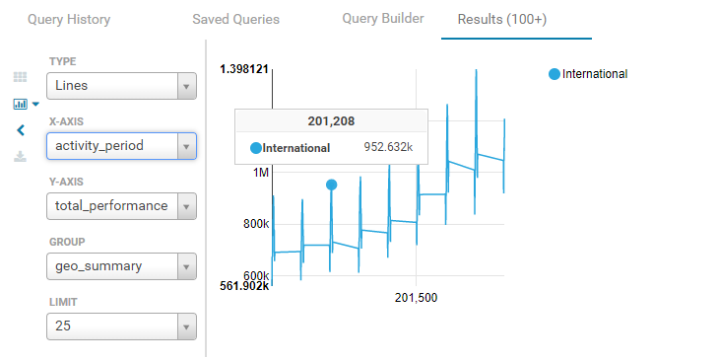 Query History
Saved Queries
Query Builder
Results (100+)
TYPE
Lines
X-AXIS
activity_period
Y-AXIS
total_performance
GROUP
geo_summary
LIMIT
25
1.398121
International
201,208
International 952.632k
1M
800k
600k
561.902k
201,500